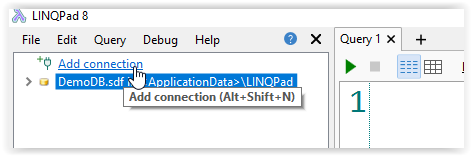 LINQPad 8
File Edit Query Debug Help
Add connection
DemoDB.sdf ApplicationData>\LINQPad
Add connection (Alt+Shift+N)
Query 1
1